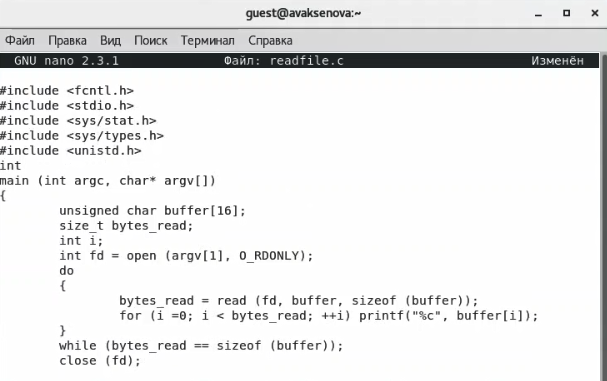 guest@avaksenova:~
Файл Правка Вид Поиск Терминал Справка
GNU nano 2.3.1 Файл: readfile.c Изменён
#include <fcntl.h>
#include <stdio.h>
#include <sys/stat.h>
#include <sys/types.h>
#include <unistd.h>
int
main (int argc, char* argv[])
{
        unsigned char buffer[16];
        size_t bytes_read;
        int i;
        int fd = open (argv[1], O_RDONLY);
        do
        {
                bytes_read = read (fd, buffer, sizeof (buffer));
                for (i =0; i < bytes_read; ++i) printf("%c", buffer[i]);
        }
        while (bytes_read == sizeof (buffer));
        close (fd);